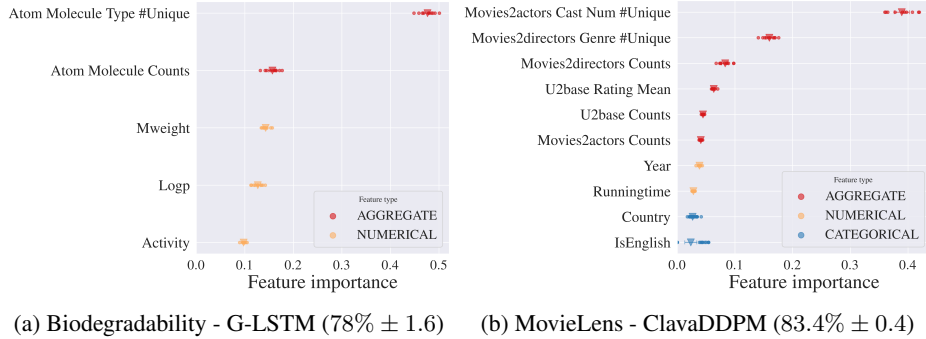 Atom Molecule Type #Unique
Atom Molecule Counts
Mweight
Logp
Activity
Feature type
AGGREGATE
NUMERICAL
0.0 0.1 0.2 0.3 0.4 0.5
Feature importance
(a) Biodegradability - G-LSTM (78% ± 1.6)
Movies2actors Cast Num #Unique
Movies2directors Genre #Unique
Movies2directors Counts
U2base Rating Mean
U2base Counts
Movies2actors Counts
Year
Runningtime
Country
IsEnglish
Feature type
AGGREGATE
NUMERICAL
CATEGORICAL
0.0 0.1 0.2 0.3 0.4
Feature importance
(b) MovieLens - ClavaDDPM (83.4% ± 0.4)